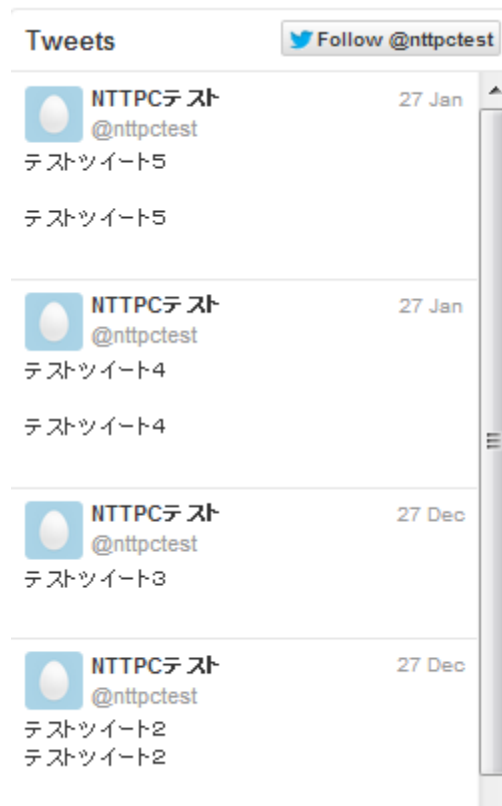 Tweets
Follow @nttpctest
NTTPCテスト 27 Jan
@nttpctest
テストツイート5
テストツイート5
NTTPCテスト 27 Jan
@nttpctest
テストツイート4
テストツイート4
NTTPCテスト 27 Dec
@nttpctest
テストツイート3
NTTPCテスト 27 Dec
@nttpctest
テストツイート2
テストツイート2